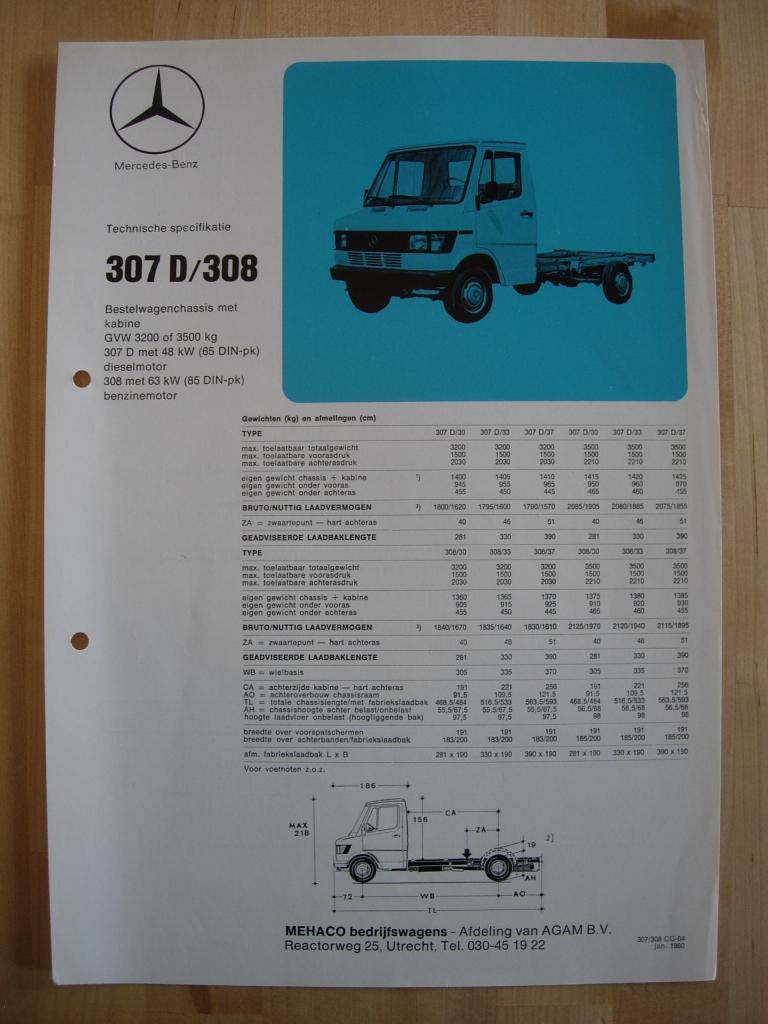 Mercedes-Benz
Technische specifikatie
307 D/308
Bestelwagenchassis met
kabine
GVW 3200 of 3500 kg
307 D met 48 kW (65 DIN-pk)
dieselmotor
308 met 63 kW (85 DIN-pk)
benzinemotor
Gewichten (kg) en afmetingen (cm)
TYPE 307 D/30 307 D/33 307 D/37 307 D/30 307 D/33 307 D/37
max. toelaatbaar totaalgewicht 3200 3200 3200 3500 3500 3500
max. toelaatbare voorasdruk 1500 1500 1500 1500 1500 1500
max. toelaatbare achterasdruk 2030 2030 2030 2210 2210 2210
eigen gewicht chassis + kabine ¹) 1400 1405 1410 1415 1420 1425
eigen gewicht onder vooras 945 955 965 950 960 970
eigen gewicht onder achteras 455 450 445 465 460 455
BRUTO/NUTTIG LAADVERMOGEN ³) 1800/1620 1795/1600 1790/1570 2085/1905 2080/1885 2075/1855
ZA = zwaartepunt — hart achteras 40 46 51 40 46 51
GEADVISEERDE LAADBAKLENGTE 281 330 390 281 330 390
TYPE 308/30 308/33 308/37 308/30 308/33 308/37
max. toelaatbaar totaalgewicht 3200 3200 3200 3500 3500 3500
max. toelaatbare voorasdruk 1500 1500 1500 1500 1500 1500
max. toelaatbare achterasdruk 2030 2030 2030 2210 2210 2210
eigen gewicht chassis + kabine 1360 1365 1370 1375 1380 1385
eigen gewicht onder vooras 905 915 925 910 920 930
eigen gewicht onder achteras 455 450 445 465 460 455
BRUTO/NUTTIG LAADVERMOGEN ³) 1840/1670 1835/1640 1830/1610 2125/1970 2120/1940 2115/1895
ZA = zwaartepunt — hart achteras 40 46 51 40 46 51
GEADVISEERDE LAADBAKLENGTE 281 330 390 281 330 390
WB = wielbasis 305 335 370 305 335 370
CA = achterzijde kabine — hart achteras 191 221 256 191 221 256
AO = achteroverbouw chassisraam 91,5 109,5 121,5 91,5 109,5 121,5
TL = totale chassislengte/met fabriekslaadbak 468,5/484 516,5/533 563,5/593 468,5/484 516,5/533 563,5/593
AH = chassishoogte achter belast/onbelast 55,5/67,5 55,5/67,5 55,5/67,5 56,5/68 56,5/68 56,5/68
hoogte laadvloer onbelast (hoogliggende bak) 97,5 97,5 97,5 98 98 98
breedte over voorspatschermen 191 191 191 191 191 191
breedte over achterbanden/fabriekslaadbak 183/200 183/200 183/200 185/200 185/200 185/200
afm. fabriekslaadbak L x B 281 x 190 330 x 190 390 x 190 281 x 190 330 x 190 390 x 190
Voor voetnoten z.o.z.
186
CA
MAX
218
156
ZA
19
2]
AH
72
WB
AO
TL
MEHACO bedrijfswagens - Afdeling van AGAM B.V.
Reactorweg 25, Utrecht, Tel. 030-45 19 22
307/308 CC-04
jan. 1980